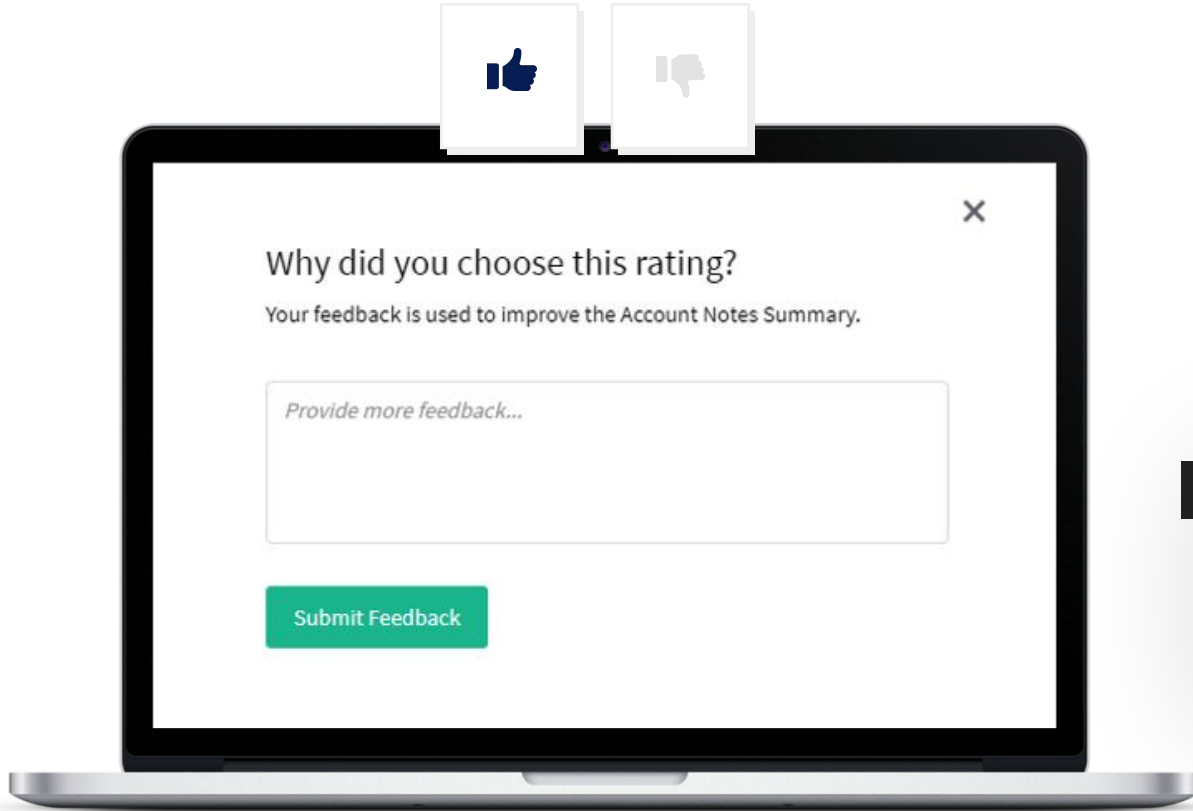 Why did you choose this rating?
Your feedback is used to improve the Account Notes Summary.
Provide more feedback...
Submit Feedback